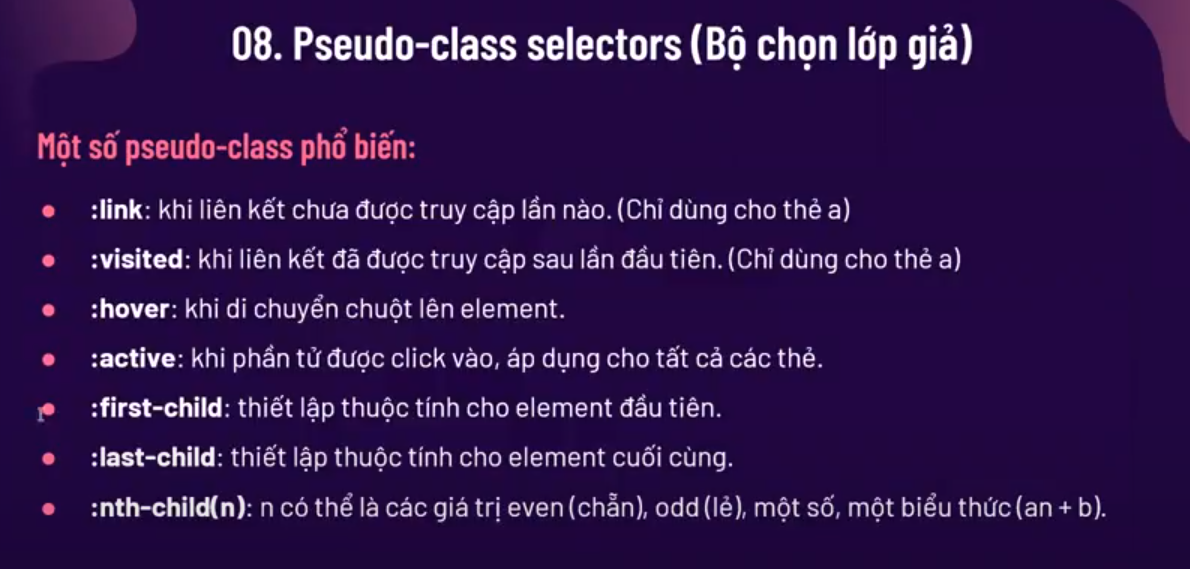 08. Pseudo-class selectors (Bộ chọn lớp giả)
Một số pseudo-class phổ biến:
:link: khi liên kết chưa được truy cập lần nào. (Chỉ dùng cho thẻ a)
:visited: khi liên kết đã được truy cập sau lần đầu tiên. (Chỉ dùng cho thẻ a)
:hover: khi di chuyển chuột lên element.
:active: khi phần tử được click vào, áp dụng cho tất cả các thẻ.
:first-child: thiết lập thuộc tính cho element đầu tiên.
:last-child: thiết lập thuộc tính cho element cuối cùng.
:nth-child(n): n có thể là các giá trị even (chẵn), odd (lẻ), một số, một biểu thức (an + b).